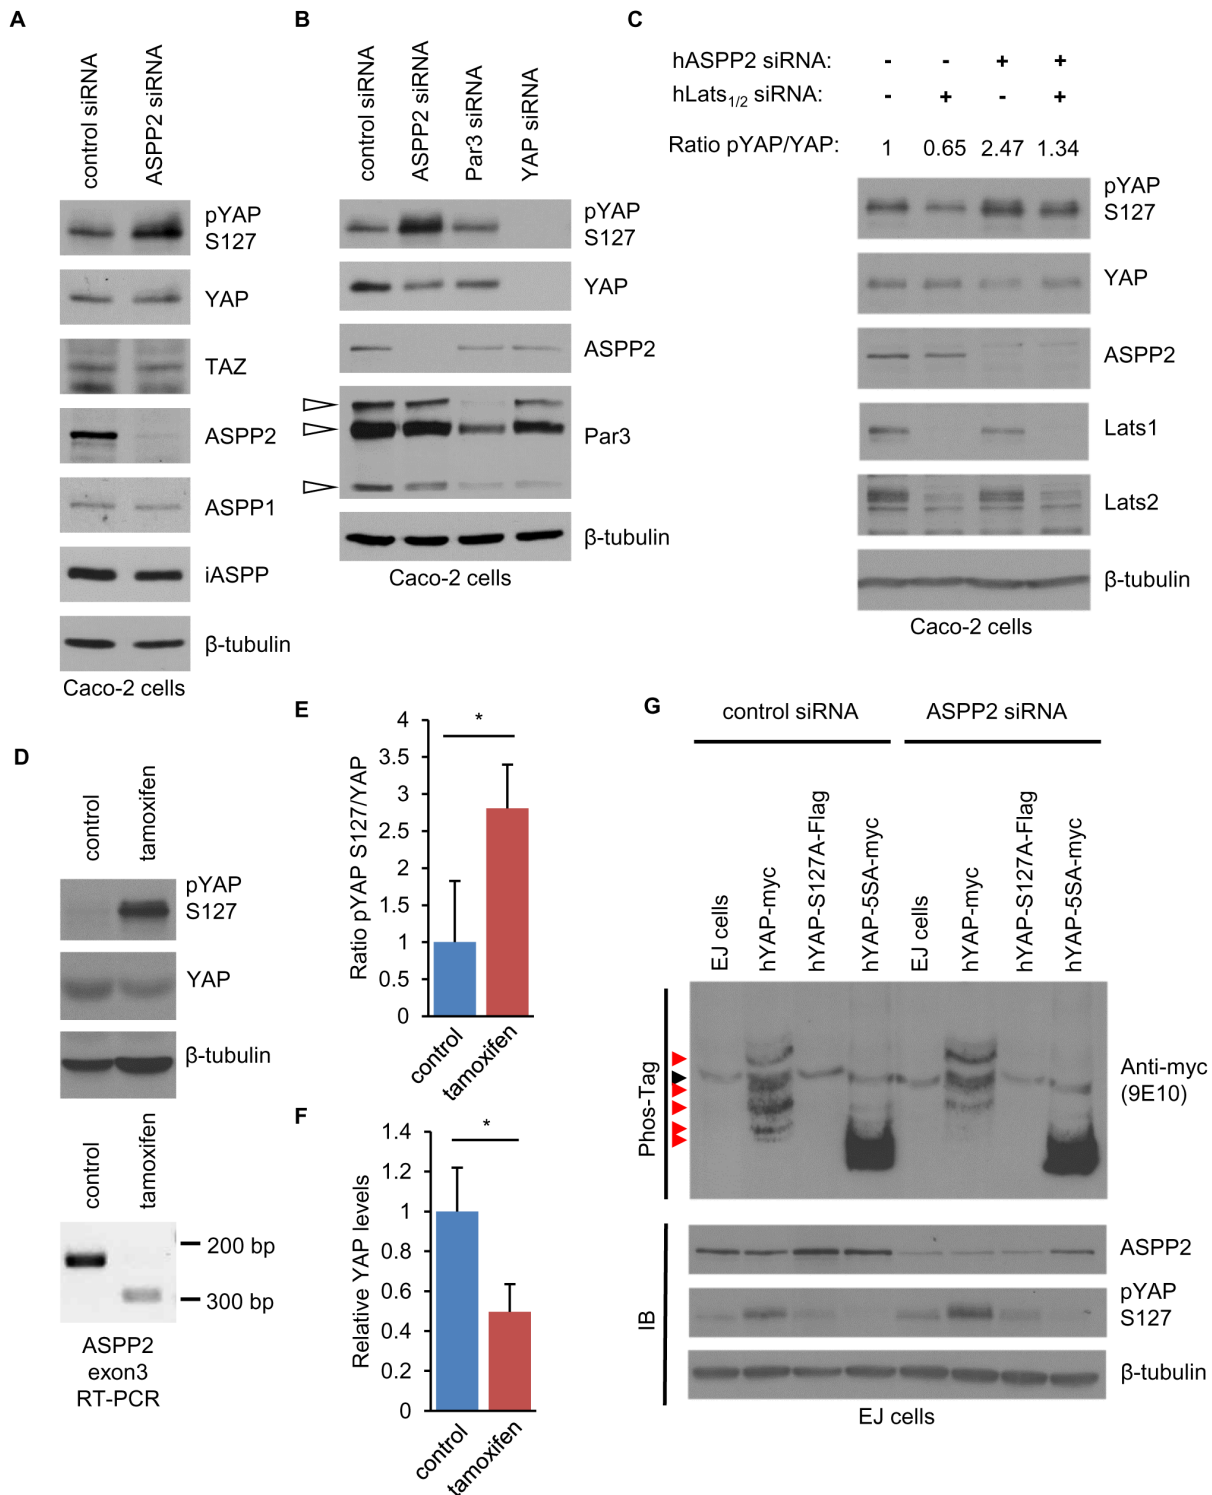 A
control siRNA
ASPP2 siRNA
pYAP
S127
YAP
TAZ
ASPP2
ASPP1
iASPP
β-tubulin
Caco-2 cells
B
control siRNA
ASPP2 siRNA
Par3 siRNA
YAP siRNA
pYAP
S127
YAP
ASPP2
Par3
β-tubulin
Caco-2 cells
C
hASPP2 siRNA: - - + +
hLats1/2 siRNA: - + - +
Ratio pYAP/YAP: 1 0.65 2.47 1.34
pYAP
S127
YAP
ASPP2
Lats1
Lats2
β-tubulin
Caco-2 cells
D
control
tamoxifen
pYAP
S127
YAP
β-tubulin
control
tamoxifen
200 bp
300 bp
ASPP2
exon3
RT-PCR
E
Ratio pYAP S127/YAP
4
3.5
3
2.5
2
1.5
1
0.5
0
*
control
tamoxifen
F
Relative YAP levels
1.4
1.2
1
0.8
0.6
0.4
0.2
0
*
control
tamoxifen
G
control siRNA
ASPP2 siRNA
EJ cells
hYAP-myc
hYAP-S127A-Flag
hYAP-5SA-myc
EJ cells
hYAP-myc
hYAP-S127A-Flag
hYAP-5SA-myc
Phos-Tag
Anti-myc
(9E10)
IB
ASPP2
pYAP
S127
β-tubulin
EJ cells